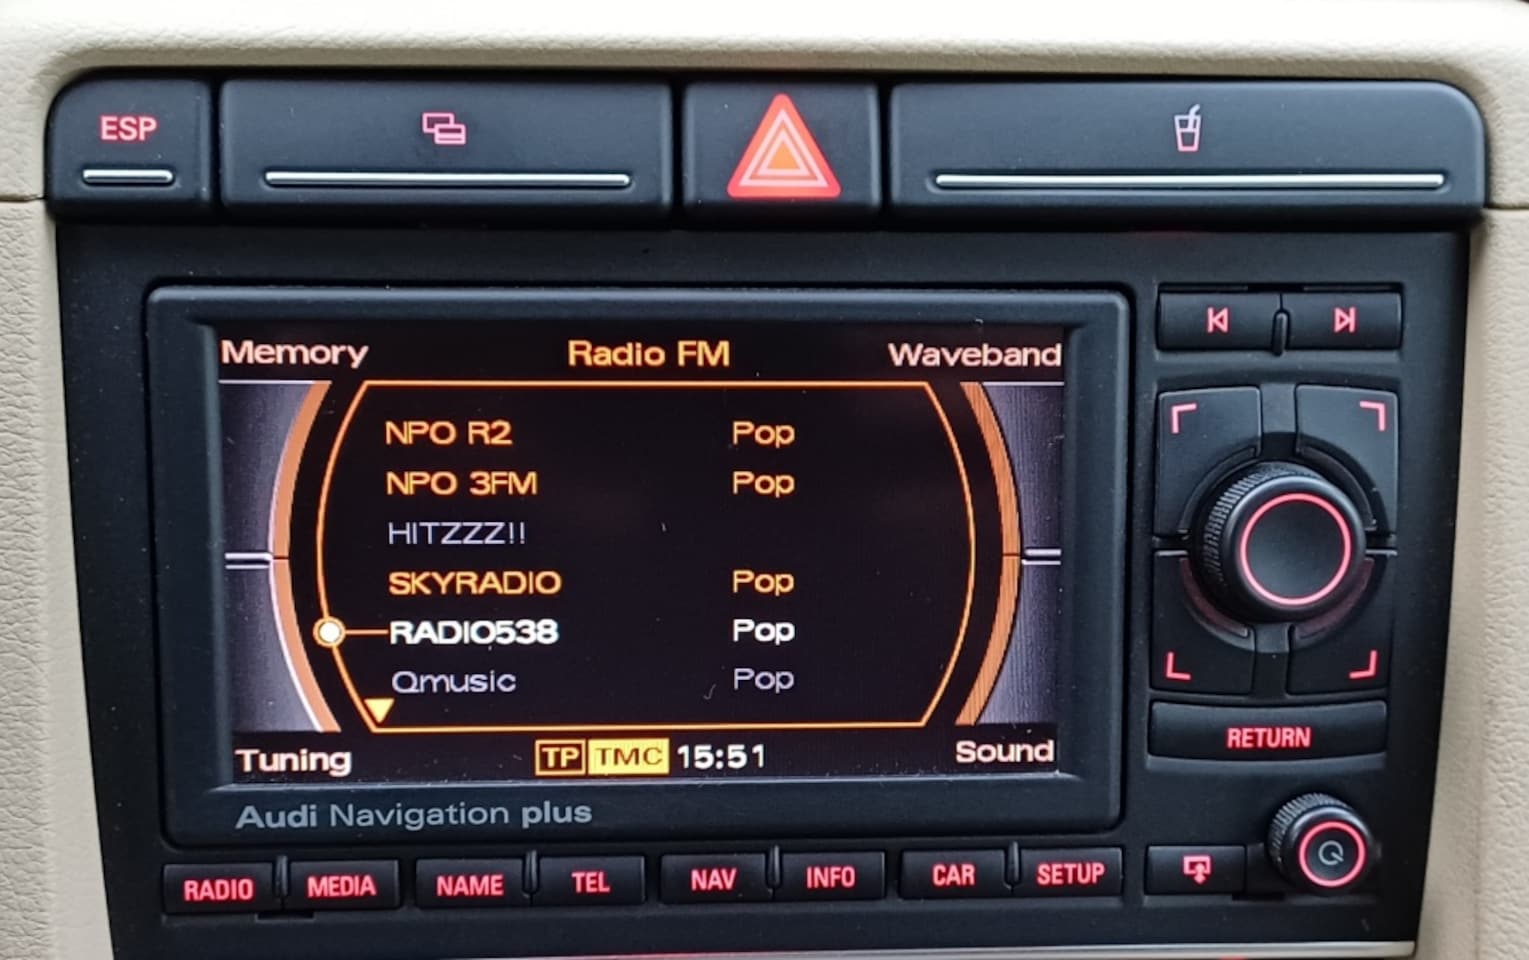 ESP
Memory Radio FM Waveband
NPO R2 Pop
NPO 3FM Pop
HITZZZ!!
SKYRADIO Pop
RADIO538 Pop
Qmusic Pop
Tuning TP TMC 15:51 Sound
RETURN
Audi Navigation plus
RADIO MEDIA NAME TEL NAV INFO CAR SETUP